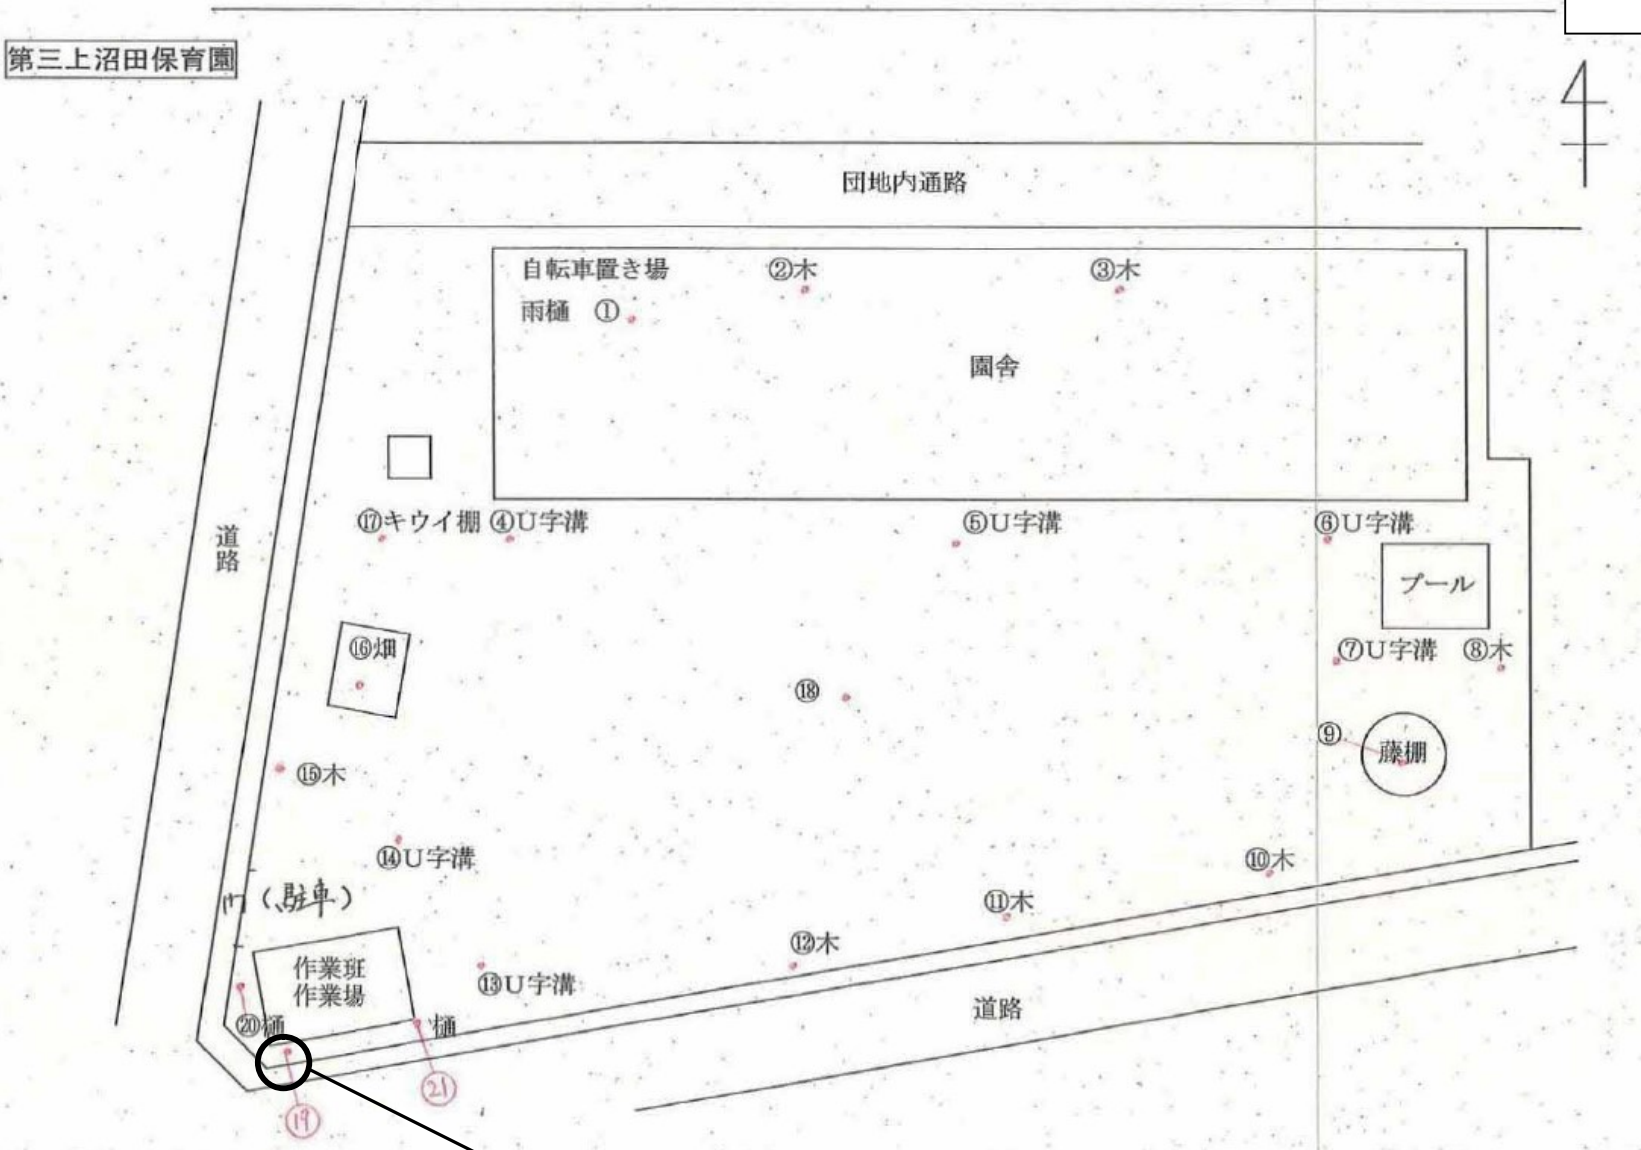 第三上沼田保育園
団地内通路
自転車置き場
②木
③木
雨樋 ①
園舎
道路
⑰キウイ棚
④U字溝
⑤U字溝
⑥U字溝
プール
⑯畑
⑦U字溝
⑧木
⑱
⑨
藤棚
⑮木
⑭U字溝
⑩木
門(駐車)
⑪木
⑫木
作業班
作業場
⑬U字溝
道路
⑳樋
樋
㉑
⑲